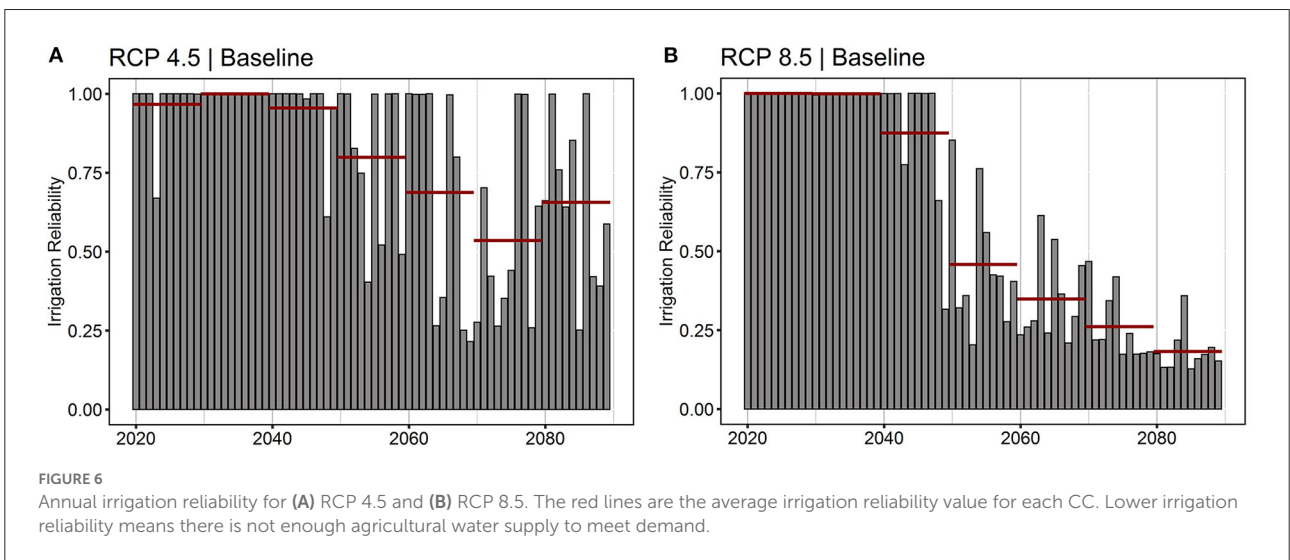 A RCP 4.5 | Baseline
Irrigation Reliability
1.00
0.75
0.50
0.25
0.00
2020 2040 2060 2080
B RCP 8.5 | Baseline
Irrigation Reliability
1.00
0.75
0.50
0.25
0.00
2020 2040 2060 2080
FIGURE 6
Annual irrigation reliability for (A) RCP 4.5 and (B) RCP 8.5. The red lines are the average irrigation reliability value for each CC. Lower irrigation
reliability means there is not enough agricultural water supply to meet demand.